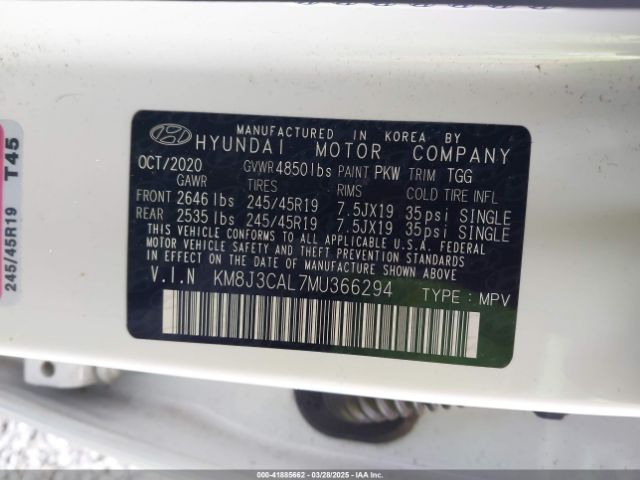 MANUFACTURED IN KOREA BY
HYUNDAI MOTOR COMPANY
OCT/2020 GVWR 4850lbs PAINT PKW TRIM TGG
GAWR TIRES RIMS COLD TIRE INFL
FRONT 2646 lbs 245/45R19 7.5JX19 35psi SINGLE
REAR 2535 lbs 245/45R19 7.5JX19 35psi SINGLE
THIS VEHICLE CONFORMS TO ALL APPLICABLE U.S.A. FEDERAL
MOTOR VEHICLE SAFETY AND THEFT PREVENTION STANDARDS
IN EFFECT ON THE DATE OF MANUFACTURE SHOWN ABOVE.
V.I.N KM8J3CAL7MU366294 TYPE : MPV
245/45R19 T45
000-41885662 - 03/28/2025 - IAAI.COM